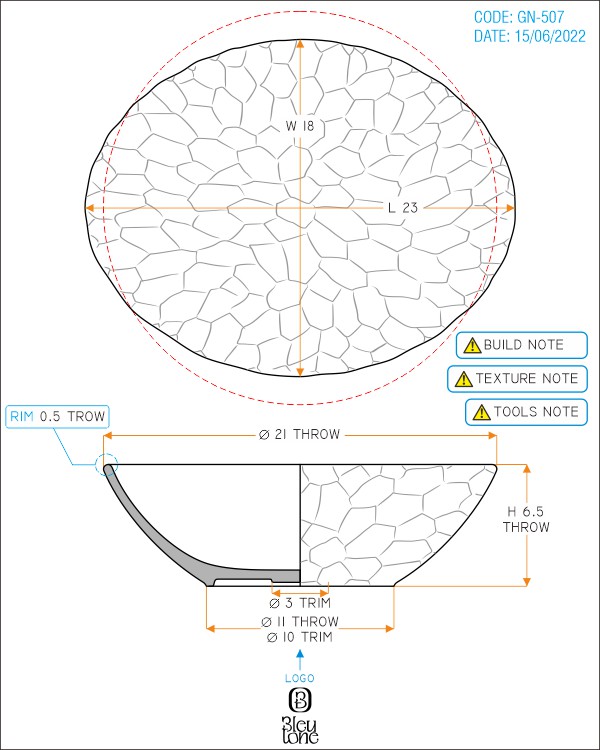 CODE: GN-507
DATE: 15/06/2022
W 18
L 23
BUILD NOTE
TEXTURE NOTE
TOOLS NOTE
RIM 0.5 TROW
Ø 21 THROW
H 6.5
THROW
Ø 3 TRIM
Ø 11 THROW
Ø 10 TRIM
LOGO
B
Bley
tone